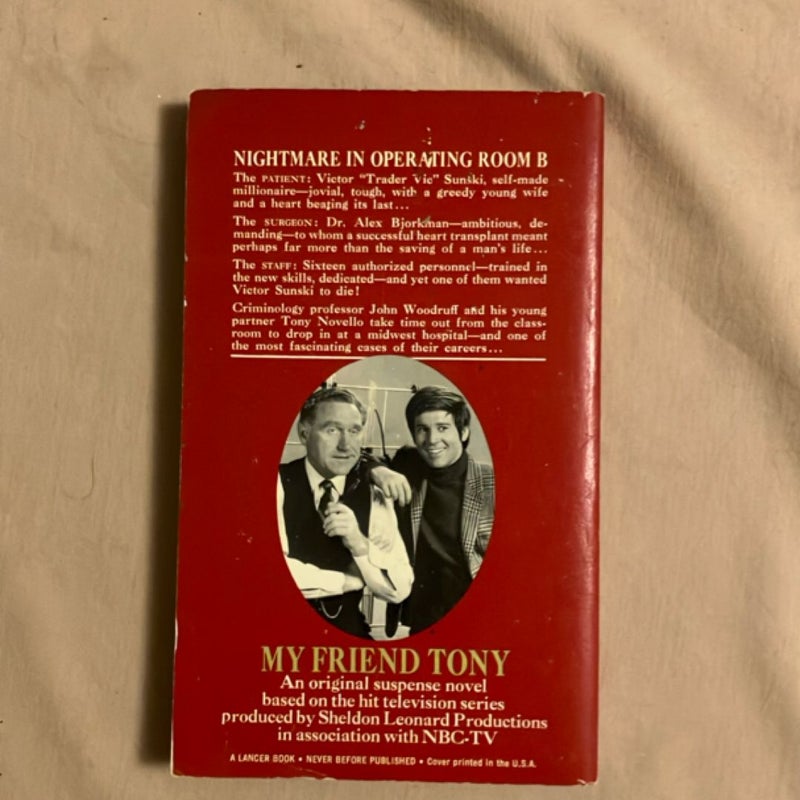 NIGHTMARE IN OPERATING ROOM B
The PATIENT: Victor "Trader Vic" Sunski, self-made
millionaire—jovial, tough, with a greedy young wife
and a heart beating its last...
The SURGEON: Dr. Alex Bjorkman—ambitious, de-
manding—to whom a successful heart transplant meant
perhaps far more than the saving of a man's life...
The STAFF: Sixteen authorized personnel—trained in
the new skills, dedicated—and yet one of them wanted
Victor Sunski to die!
Criminology professor John Woodruff and his young
partner Tony Novello take time out from the class-
room to drop in at a midwest hospital—and one of
the most fascinating cases of their careers...
MY FRIEND TONY
An original suspense novel
based on the hit television series
produced by Sheldon Leonard Productions
in association with NBC-TV
A LANCER BOOK • NEVER BEFORE PUBLISHED • Cover printed in the U.S.A.